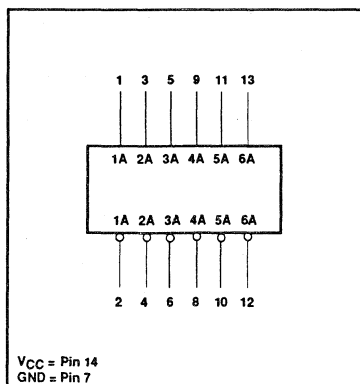 1 3 5 9 11 13
1A 2A 3A 4A 5A 6A
1A 2A 3A 4A 5A 6A
2 4 6 8 10 12
VCC = Pin 14
GND = Pin 7